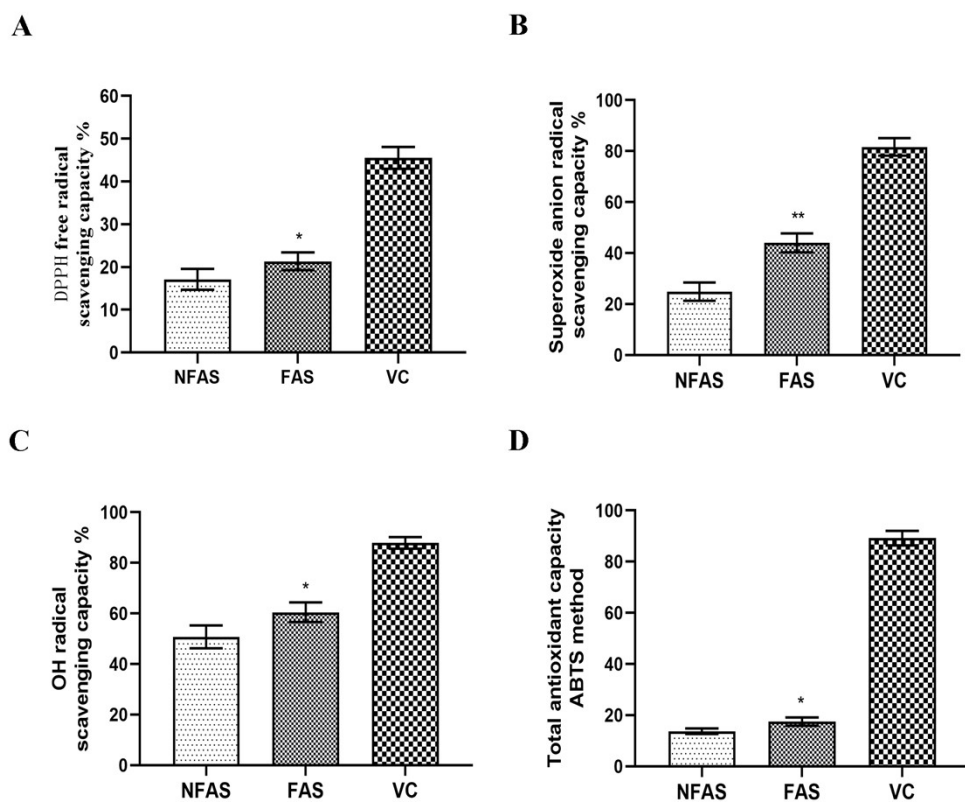 A
DPPH free radical
scavenging capacity %
60
50
40
30
20
10
0
*
NFAS
FAS
VC
B
Superoxide anion radical
scavenging capacity %
100
80
60
40
20
0
**
NFAS
FAS
VC
C
OH radical
scavenging capacity %
100
80
60
40
20
0
*
NFAS
FAS
VC
D
Total antioxidant capacity
ABTS method
100
80
60
40
20
0
*
NFAS
FAS
VC